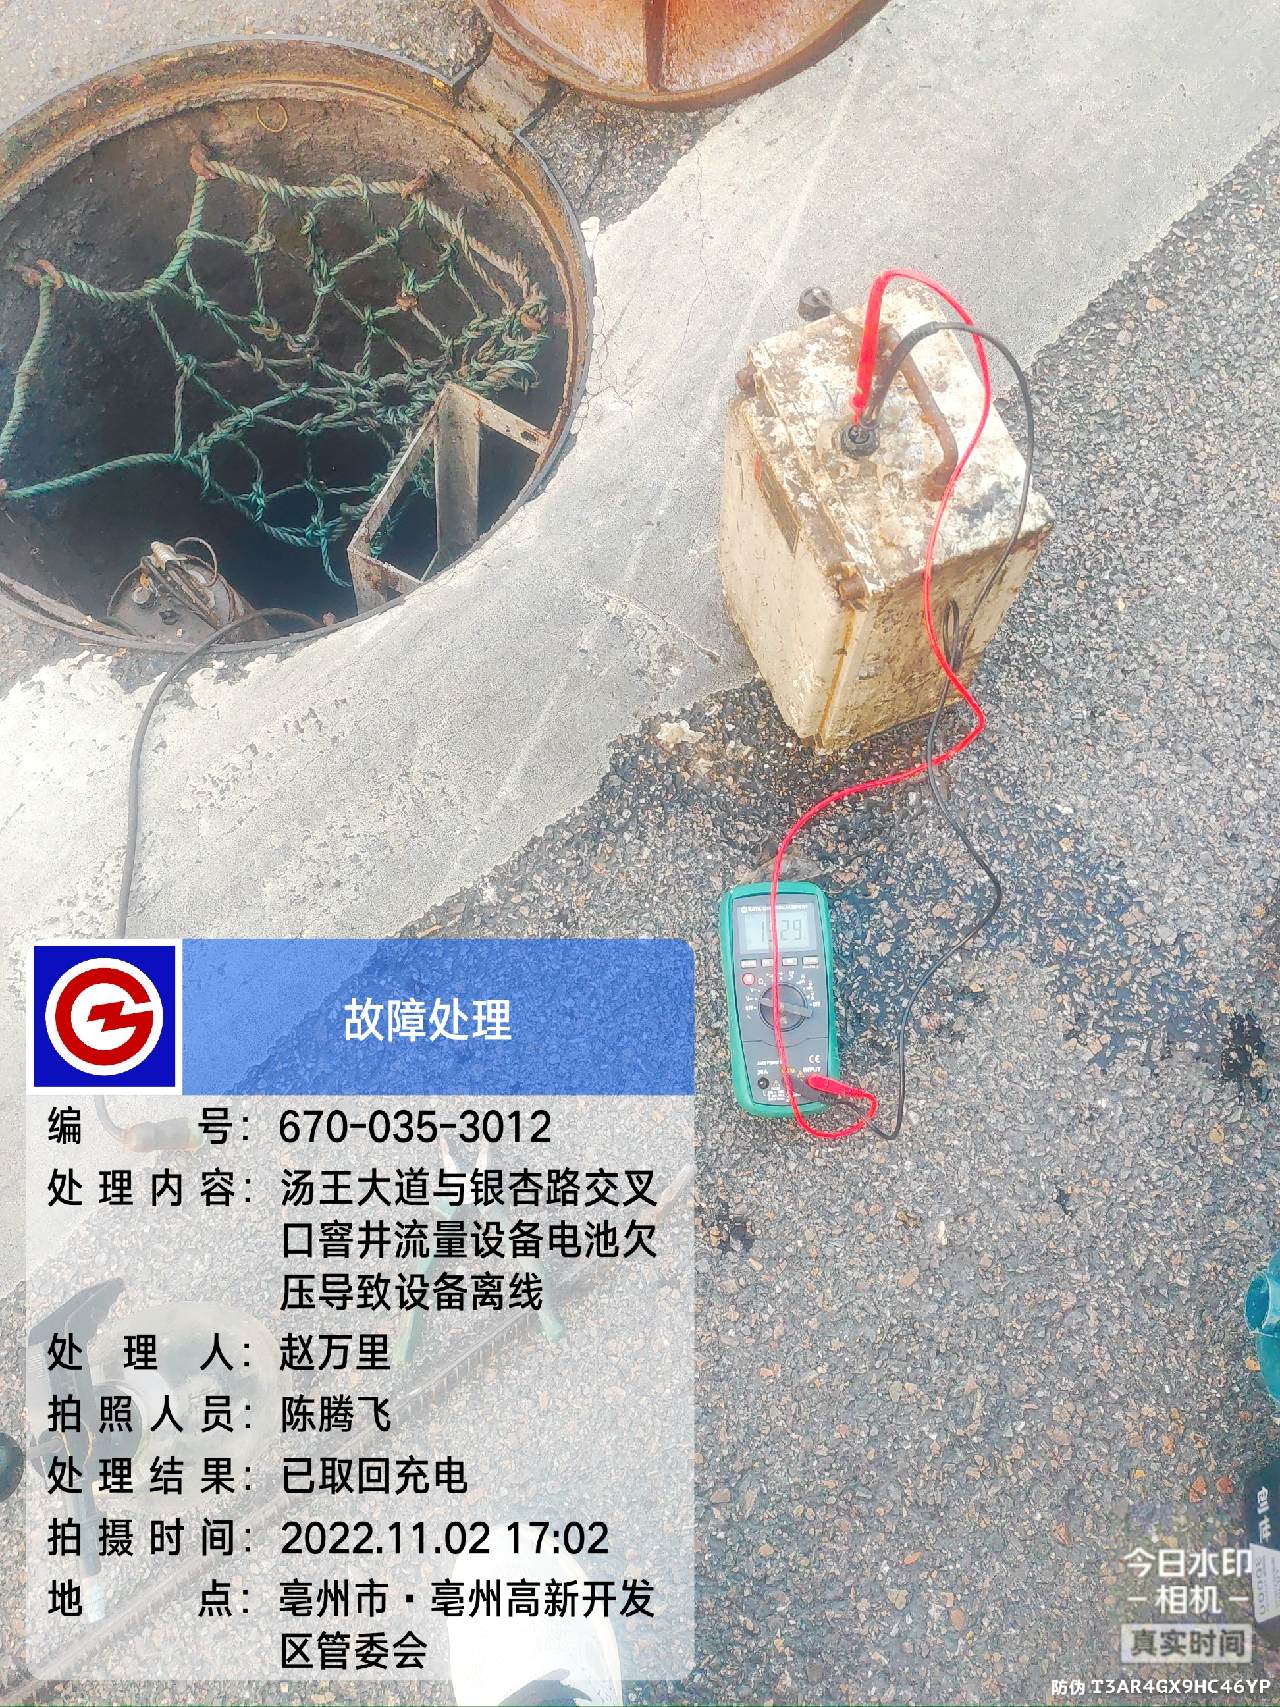 故障处理
编号：670-035-3012
处理内容：汤王大道与银杏路交叉
口窨井流量设备电池欠
压导致设备离线
处理人：赵万里
拍照人员：陈腾飞
处理结果：已取回充电
拍摄时间：2022.11.02 17:02
地点：亳州市·亳州高新开发
区管委会
CE
INPUT
今日水印
相机
真实时间
防伪 T3AR4GX9HC46YP